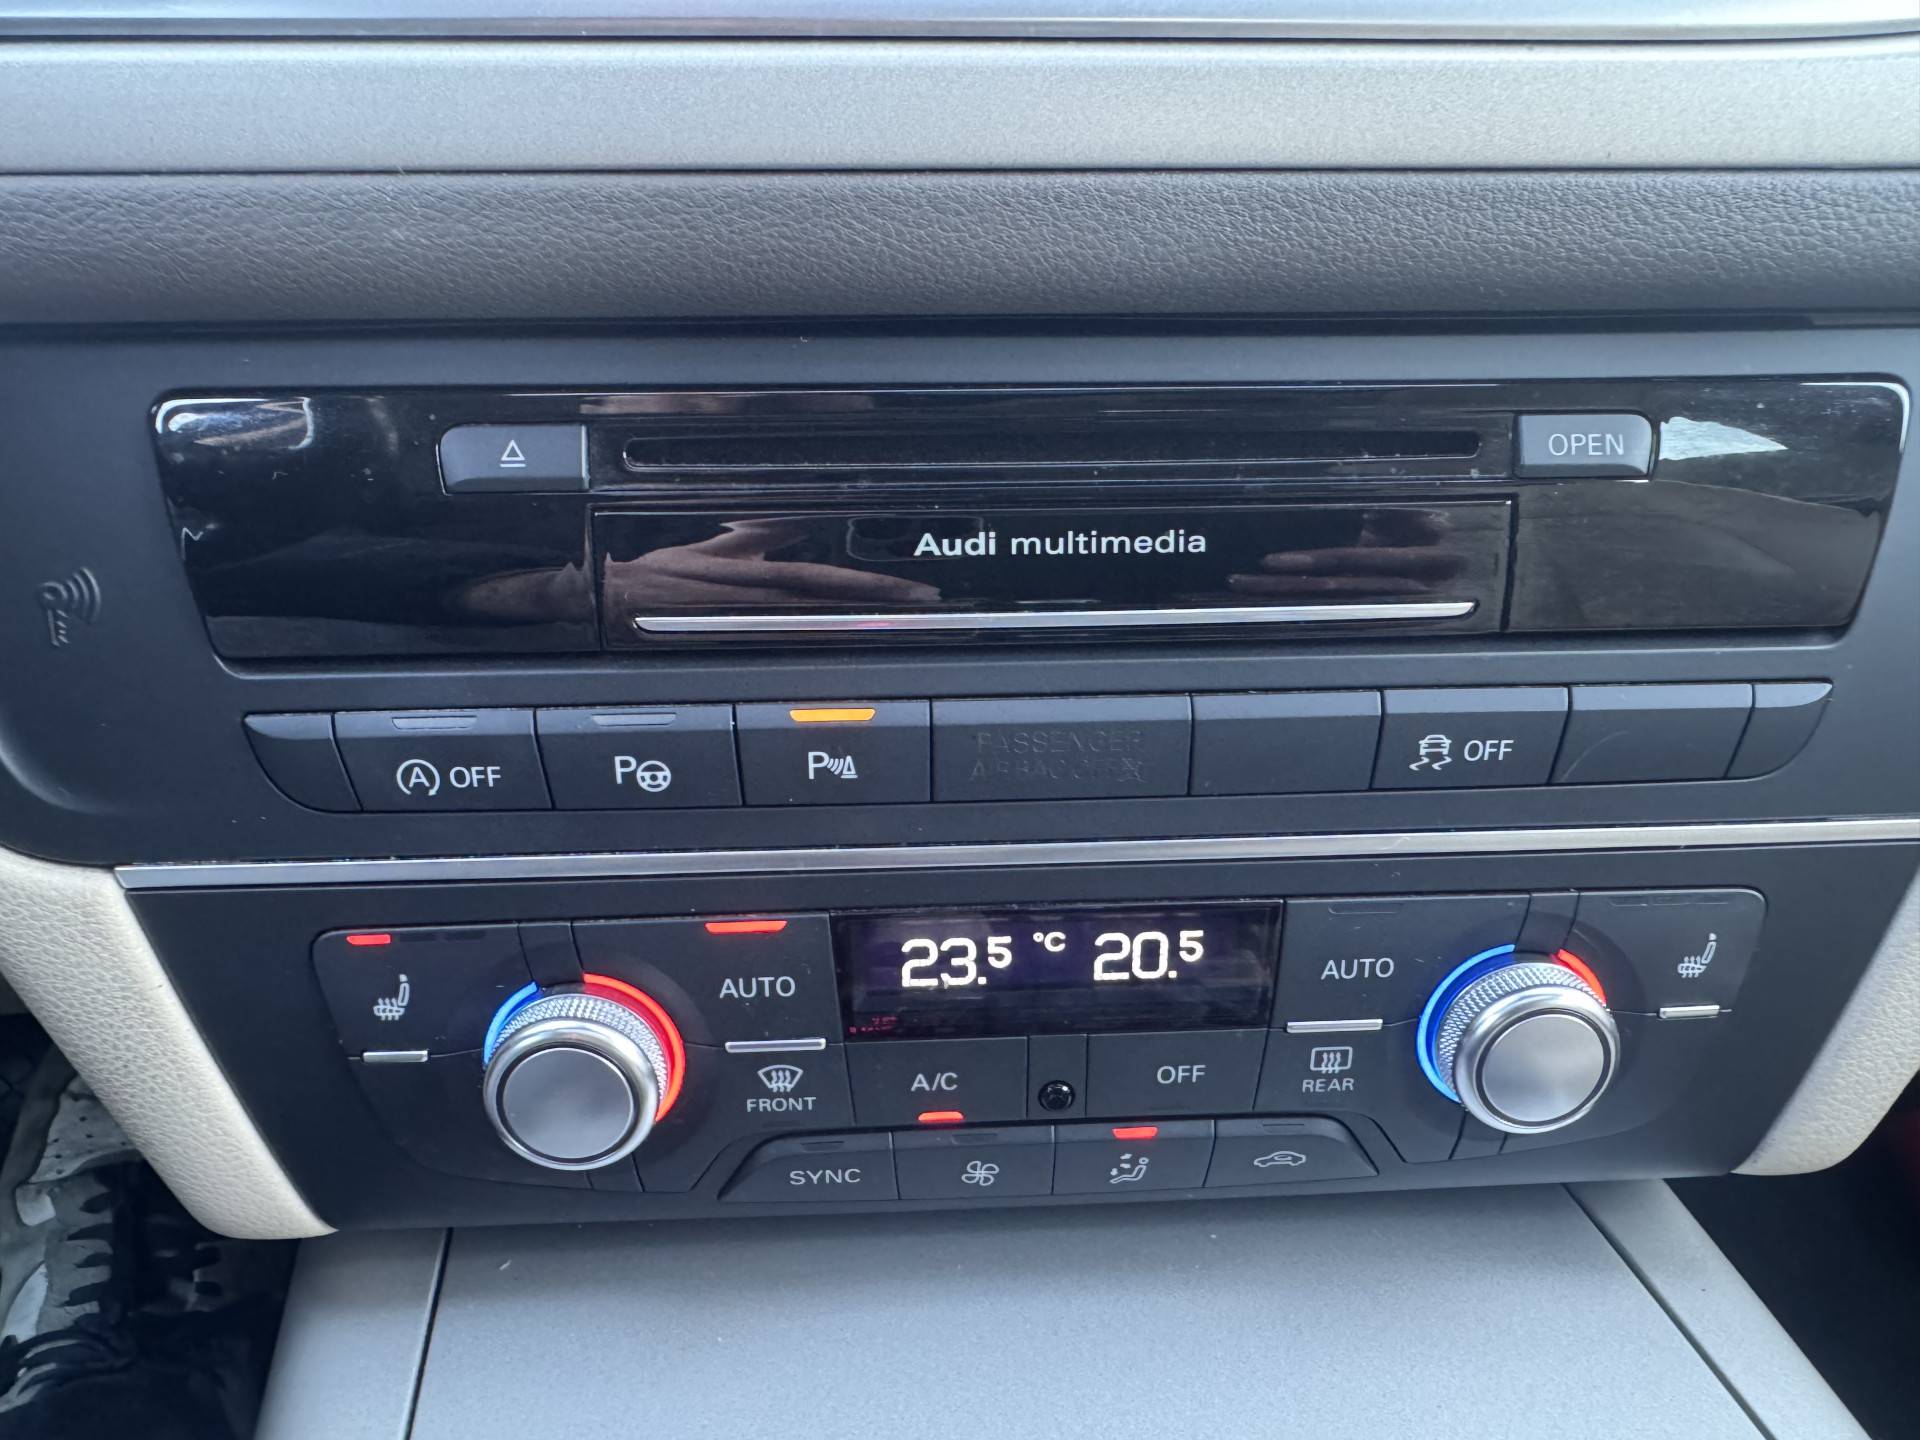 OPEN
Audi multimedia
A OFF
P
P
PASSENGER
AIRBAG OFF
OFF
23.5 °C 20.5
AUTO
AUTO
FRONT
A/C
OFF
REAR
SYNC